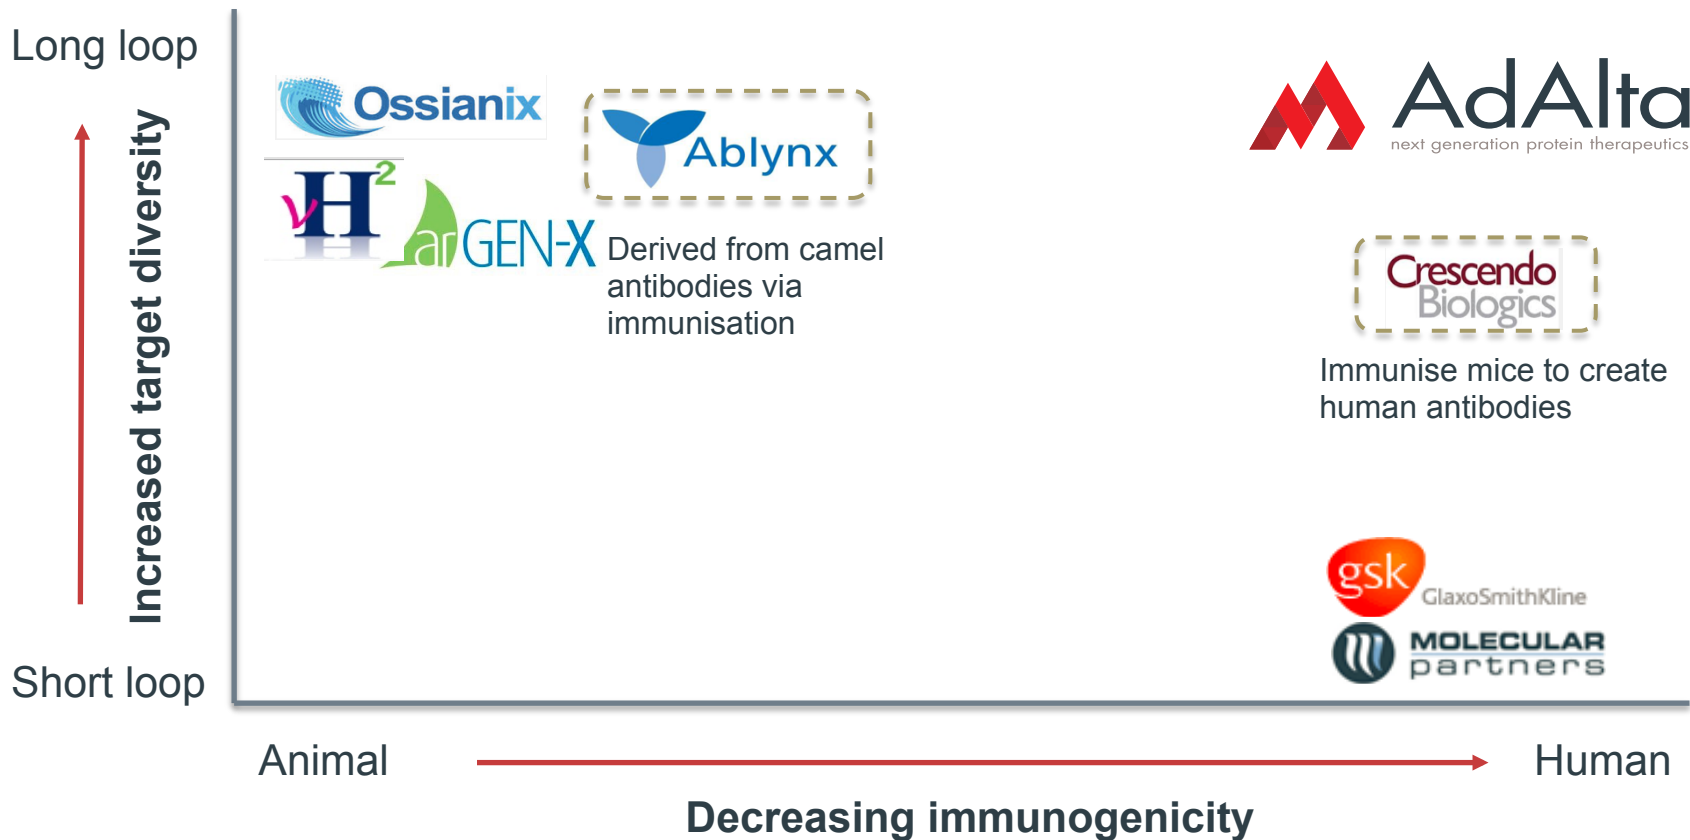 Long loop
Increased target diversity
Short loop
Ossianix
vH2
arGEN-X
Ablynx
Derived from camel
antibodies via
immunisation
AdAlta
next generation protein therapeutics
Crescendo
Biologics
Immunise mice to create
human antibodies
gsk
GlaxoSmithKline
m MOLECULAR
partners
Animal
Human
Decreasing immunogenicity